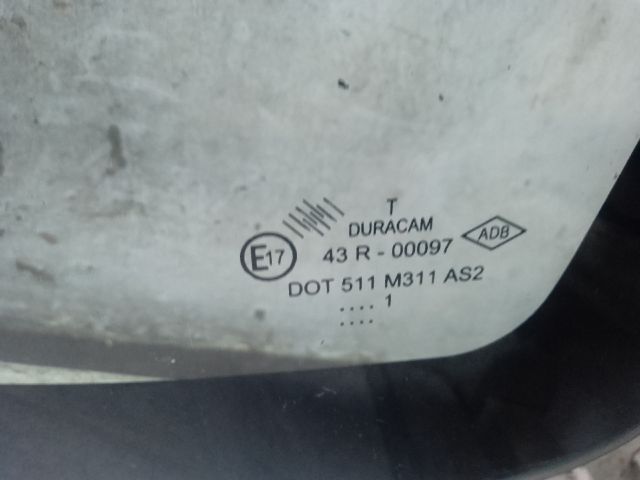 T
DURACAM
E17 43 R - 00097 ADB
DOT 511 M311 AS2
.... 1
....